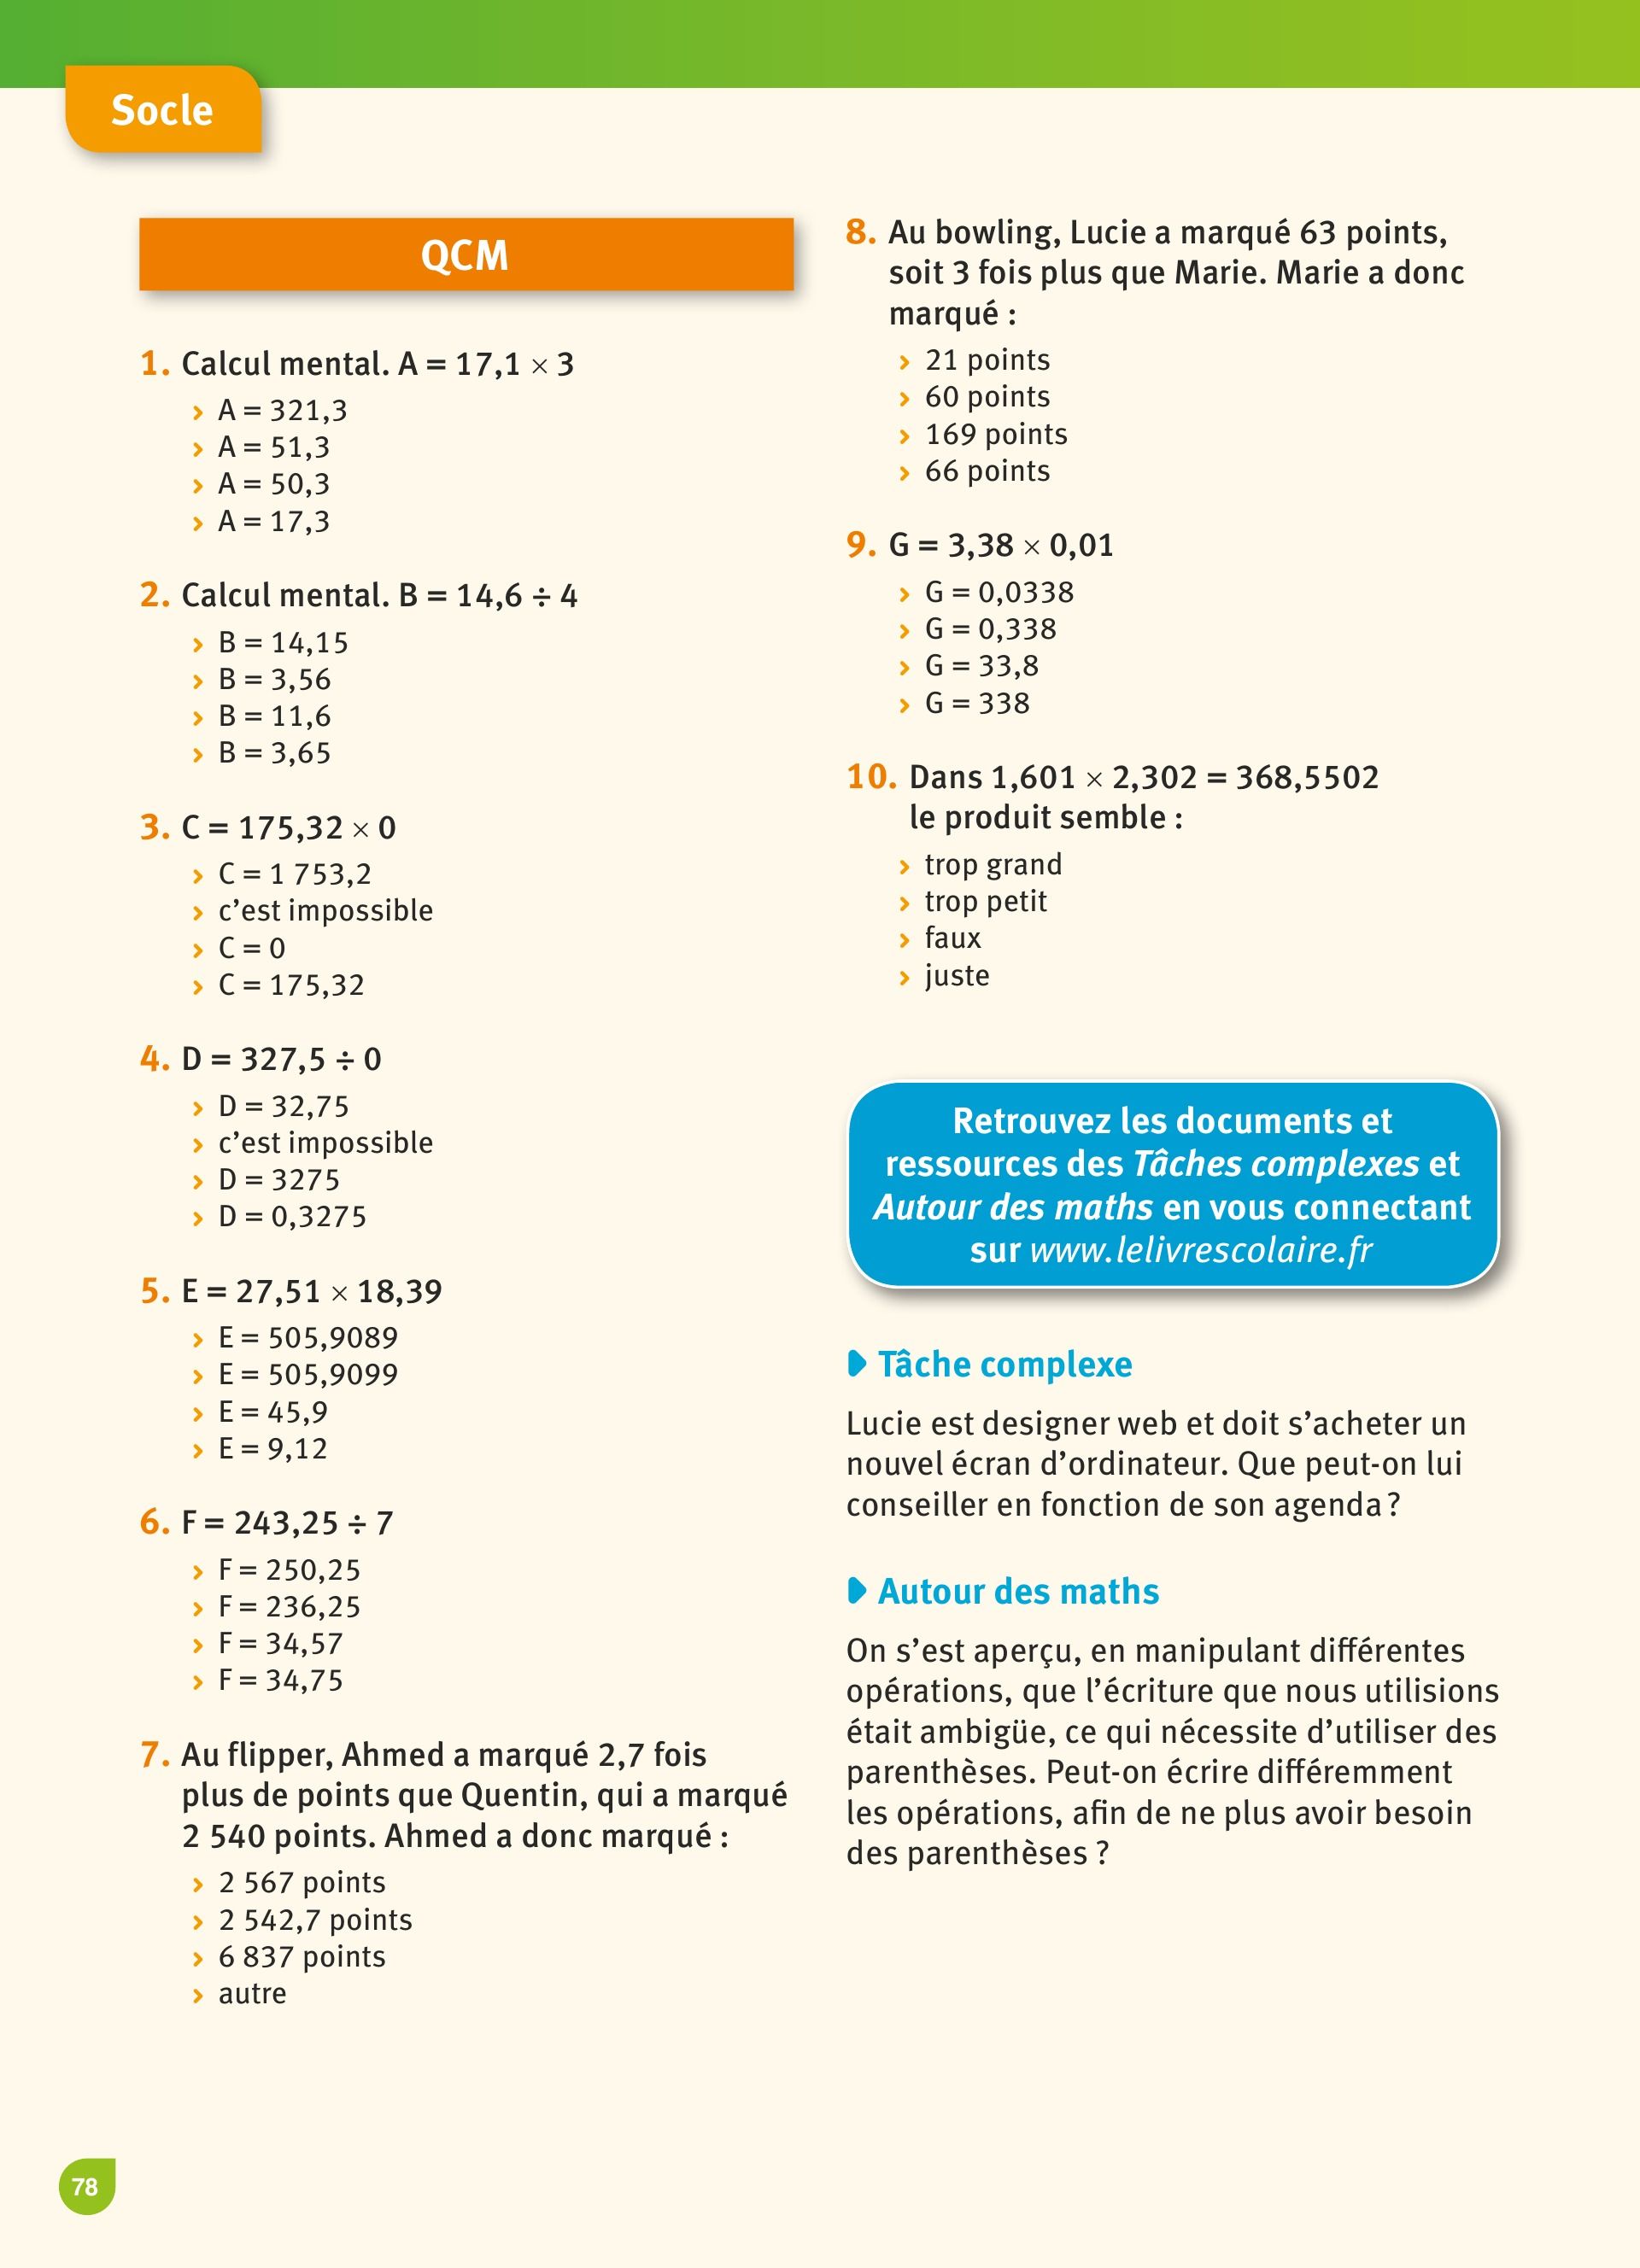 Socle
QCM
1. Calcul mental. A = 17,1 × 3
› A = 321,3
› A = 51,3
› A = 50,3
› A = 17,3
2. Calcul mental. B = 14,6 ÷ 4
› B = 14,15
› B = 3,56
› B = 11,6
› B = 3,65
3. C = 175,32 × 0
› C = 1 753,2
› c’est impossible
› C = 0
› C = 175,32
4. D = 327,5 ÷ 0
› D = 32,75
› c’est impossible
› D = 3275
› D = 0,3275
5. E = 27,51 × 18,39
› E = 505,9089
› E = 505,9099
› E = 45,9
› E = 9,12
6. F = 243,25 ÷ 7
› F = 250,25
› F = 236,25
› F = 34,57
› F = 34,75
7. Au flipper, Ahmed a marqué 2,7 fois
plus de points que Quentin, qui a marqué
2 540 points. Ahmed a donc marqué :
› 2 567 points
› 2 542,7 points
› 6 837 points
› autre
8. Au bowling, Lucie a marqué 63 points,
soit 3 fois plus que Marie. Marie a donc
marqué :
› 21 points
› 60 points
› 169 points
› 66 points
9. G = 3,38 × 0,01
› G = 0,0338
› G = 0,338
› G = 33,8
› G = 338
10. Dans 1,601 × 2,302 = 368,5502
le produit semble :
› trop grand
› trop petit
› faux
› juste
Retrouvez les documents et
ressources des Tâches complexes et
Autour des maths en vous connectant
sur www.lelivrescolaire.fr
Tâche complexe
Lucie est designer web et doit s’acheter un
nouvel écran d’ordinateur. Que peut-on lui
conseiller en fonction de son agenda ?
Autour des maths
On s’est aperçu, en manipulant différentes
opérations, que l’écriture que nous utilisions
était ambigüe, ce qui nécessite d’utiliser des
parenthèses. Peut-on écrire différemment
les opérations, afin de ne plus avoir besoin
des parenthèses ?
78